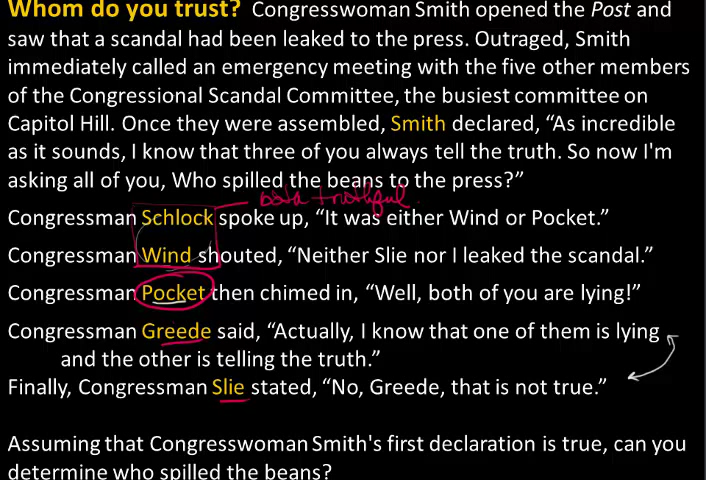 Whom do you trust? Congresswoman Smith opened the Post and
saw that a scandal had been leaked to the press. Outraged, Smith
immediately called an emergency meeting with the five other members
of the Congressional Scandal Committee, the busiest committee on
Capitol Hill. Once they were assembled, Smith declared, “As incredible
as it sounds, I know that three of you always tell the truth. So now I'm
asking all of you, Who spilled the beans to the press?”
both truthful.
Congressman Schlock spoke up, “It was either Wind or Pocket.”
Congressman Wind shouted, “Neither Slie nor I leaked the scandal.”
Congressman Pocket then chimed in, “Well, both of you are lying!”
Congressman Greede said, “Actually, I know that one of them is lying
and the other is telling the truth.”
Finally, Congressman Slie stated, “No, Greede, that is not true.”
Assuming that Congresswoman Smith's first declaration is true, can you
determine who spilled the beans?